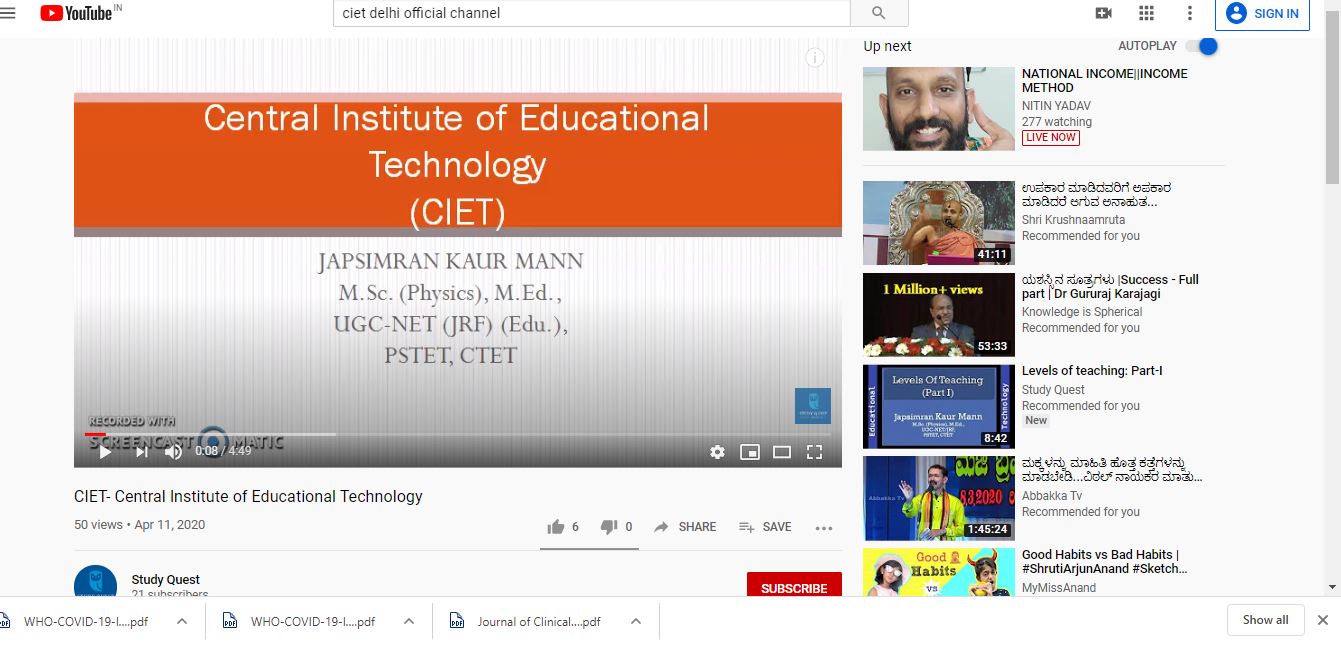 YouTube IN
ciet delhi official channel
SIGN IN
Central Institute of Educational
Technology
(CIET)
JAPSIMRAN KAUR MANN
M.Sc. (Physics), M.Ed.,
UGC-NET (JRF) (Edu.),
PSTET, CTET
STUDY QUEST
RECORDED WITH
SCREENCAST MATIC
0:08 / 4:49
CIET- Central Institute of Educational Technology
50 views • Apr 11, 2020
6
0
SHARE
SAVE
Study Quest
21 subscribers
SUBSCRIBE
Up next
AUTOPLAY
NATIONAL INCOME||INCOME
METHOD
NITIN YADAV
277 watching
LIVE NOW
41:11
ಉಪಕಾರ ಮಾಡಿದವರಿಗೆ ಅಪಕಾರ
ಮಾಡಿದರೆ ಆಗುವ ಅನಾಹುತ...
Shri Krushnaamruta
Recommended for you
1 Million+ views
53:33
ಯಶಸ್ಸಿನ ಸೂತ್ರಗಳು |Success - Full
part | Dr Gururaj Karajagi
Knowledge is Spherical
Recommended for you
Educational
Levels Of Teaching
(Part I)
Japsimran Kaur Mann
M.Sc. (Physics), M.Ed.,
UGC-NET/JRF,
PSTET, CTET
Technology
8:42
Levels of teaching: Part-I
Study Quest
Recommended for you
New
Abbakka Tv
8.3.2020
1:45:24
ಮಕ್ಕಳನ್ನು ಮಾಹಿತಿ ಹೊತ್ತ ಕತ್ತೆಗಳನ್ನು
ಮಾಡಬೇಡಿ...ವಿಠಲ್ ನಾಯಕರ ಮಾತು...
Abbakka Tv
Recommended for you
Good
Habits
vs
Good Habits vs Bad Habits |
#ShrutiArjunAnand #Sketch...
MyMissAnand
WHO-COVID-19-I....pdf
WHO-COVID-19-I....pdf
Journal of Clinical....pdf
Show all